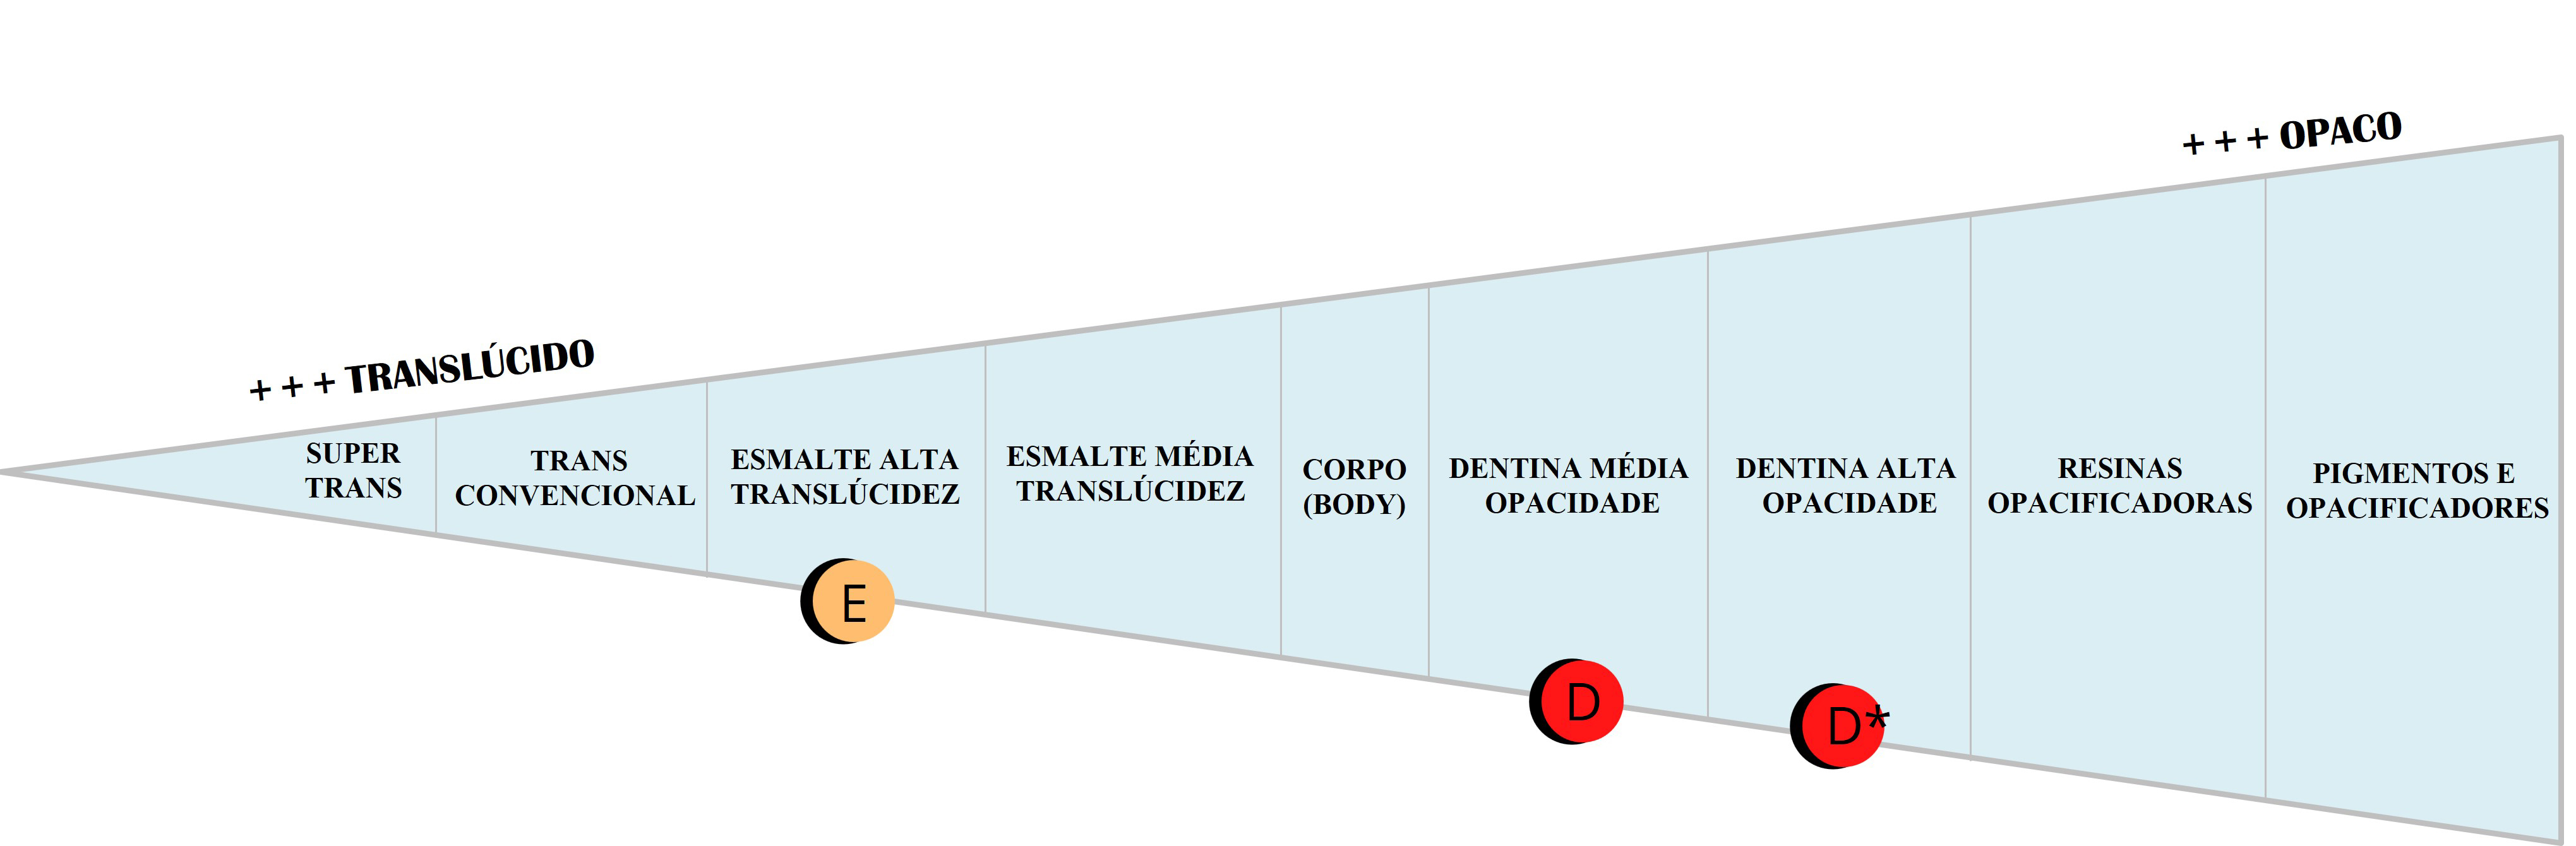 + + + OPACO
+ + + TRANSLÚCIDO
SUPER
TRANS
TRANS
CONVENCIONAL
ESMALTE ALTA
TRANSLÚCIDEZ
ESMALTE MÉDIA
TRANSLÚCIDEZ
CORPO
(BODY)
DENTINA MÉDIA
OPACIDADE
DENTINA ALTA
OPACIDADE
RESINAS
OPACIFICADORAS
PIGMENTOS E
OPACIFICADORES
E
D
D*